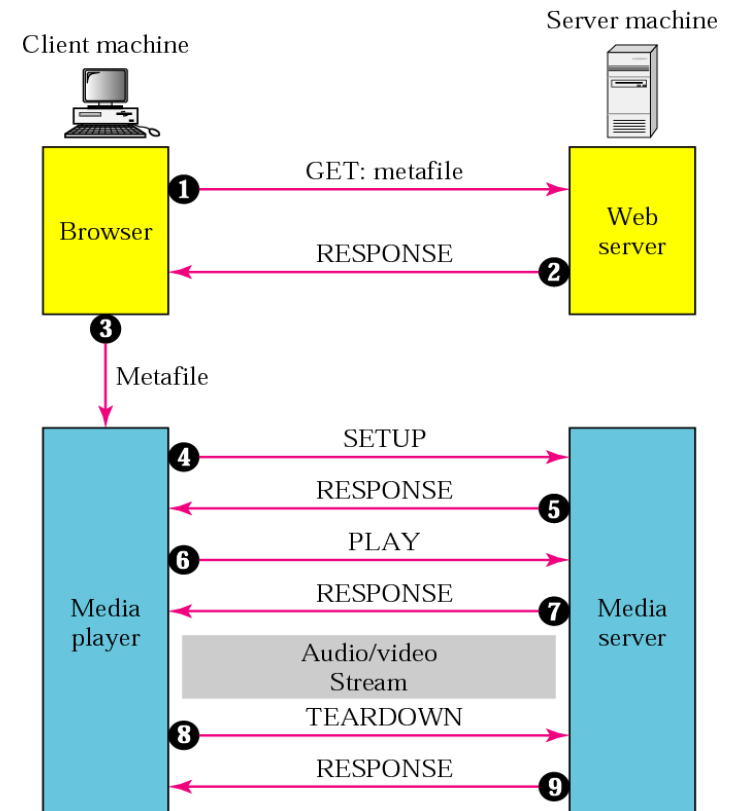 Client machine
Server machine
1
GET: metafile
Browser
Web
server
RESPONSE
2
3
Metafile
SETUP
4
RESPONSE
5
PLAY
6
RESPONSE
7
Media
player
Media
server
Audio/video
Stream
TEARDOWN
8
RESPONSE
9